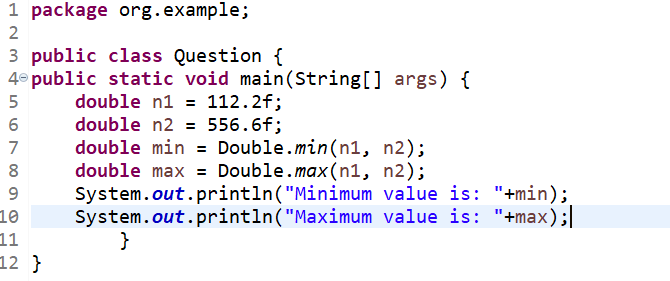 1 package org.example;
2
3 public class Question {
4 public static void main(String[] args) {
5     double n1 = 112.2f;
6     double n2 = 556.6f;
7     double min = Double.min(n1, n2);
8     double max = Double.max(n1, n2);
9     System.out.println("Minimum value is: "+min);
10     System.out.println("Maximum value is: "+max);
11         }
12 }